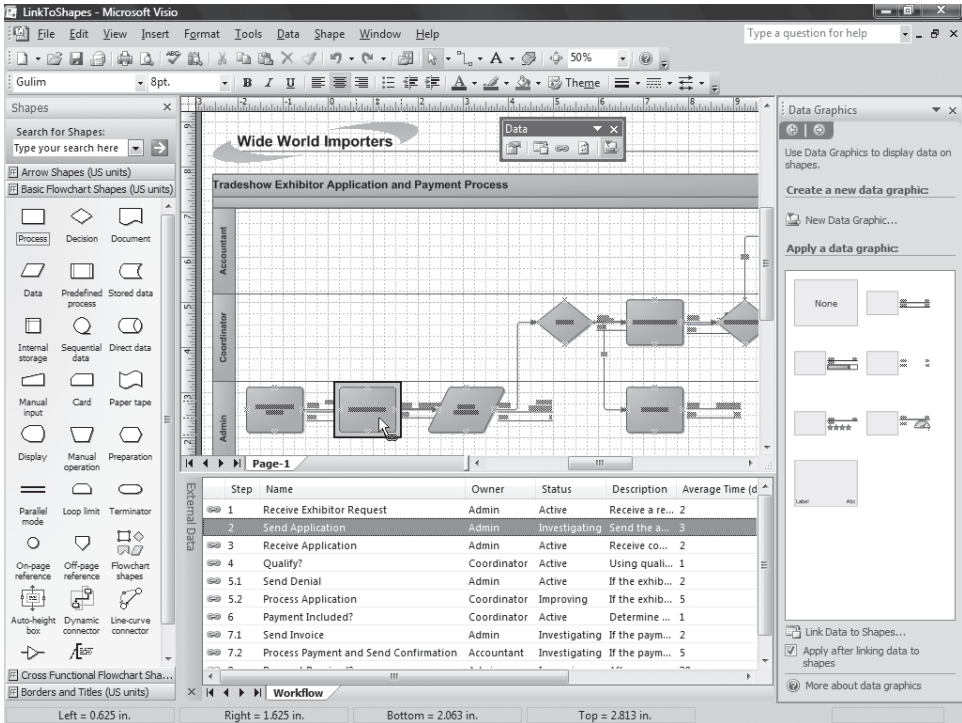 LinkToShapes - Microsoft Visio
File Edit View Insert Format Tools Data Shape Window Help
Type a question for help
50%
Gulim 8pt. B I U A Theme
Shapes
Search for Shapes:
Type your search here
Arrow Shapes (US units)
Basic Flowchart Shapes (US units)
Process Decision Document
Data Predefined process Stored data
Internal storage Sequential data Direct data
Manual input Card Paper tape
Display Manual operation Preparation
Parallel mode Loop limit Terminator
On-page reference Off-page reference Flowchart shapes
Auto-height box Dynamic connector Line-curve connector
Cross Functional Flowchart Sha...
Borders and Titles (US units)
Wide World Importers
Data
Tradeshow Exhibitor Application and Payment Process
Accountant
Coordinator
Admin
Page-1
External Data
Step Name Owner Status Description Average Time (d
1 Receive Exhibitor Request Admin Active Receive a re... 2
2 Send Application Admin Investigating Send the a... 3
3 Receive Application Admin Active Receive co... 2
4 Qualify? Coordinator Active Using quali... 1
5.1 Send Denial Admin Active If the exhib... 2
5.2 Process Application Coordinator Improving If the exhib... 5
6 Payment Included? Coordinator Active Determine ... 1
7.1 Send Invoice Admin Investigating If the paym... 2
7.2 Process Payment and Send Confirmation Accountant Investigating If the paym... 5
Workflow
Data Graphics
Use Data Graphics to display data on
shapes.
Create a new data graphic:
New Data Graphic...
Apply a data graphic:
None
Label Abc
Link Data to Shapes...
Apply after linking data to
shapes
More about data graphics
Left = 0.625 in. Right = 1.625 in. Bottom = 2.063 in. Top = 2.813 in.